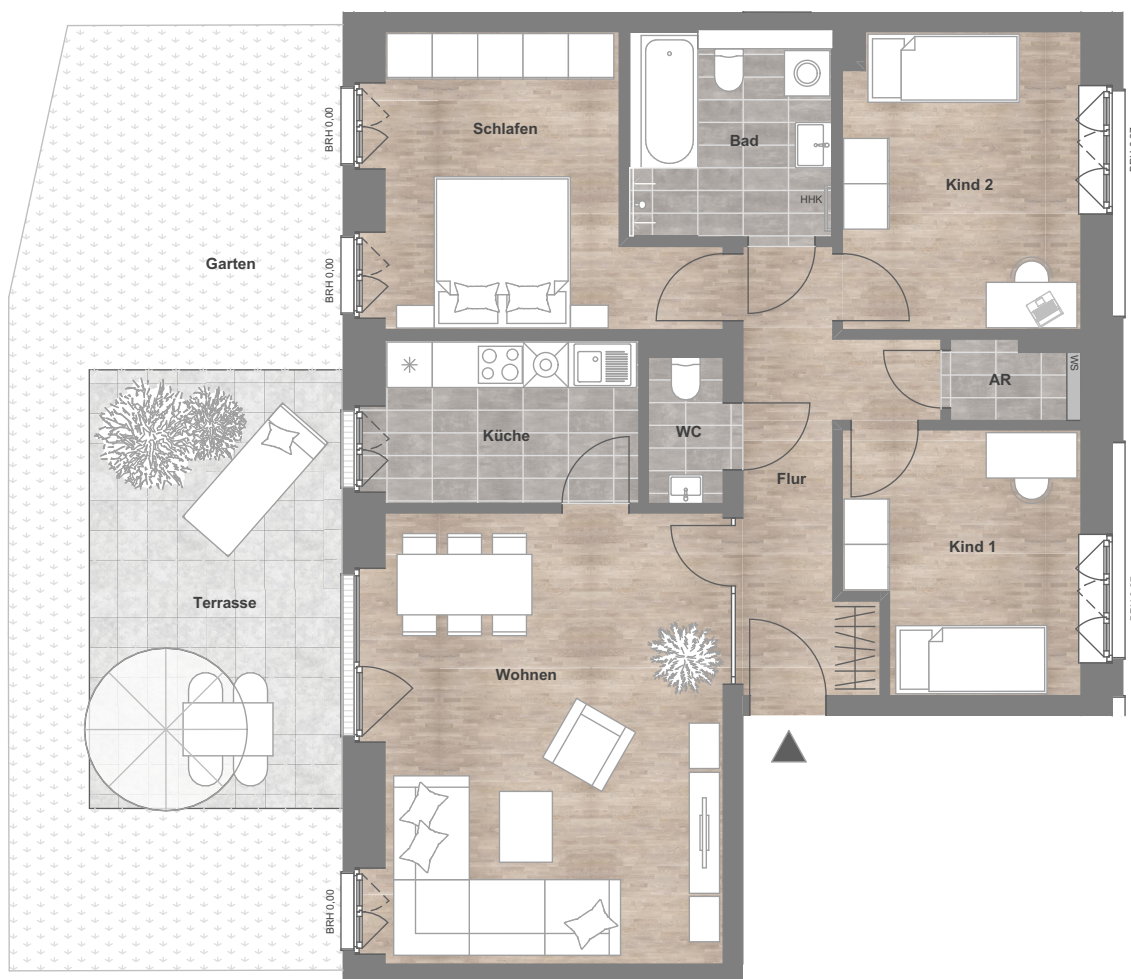 BRH 0,00
Schlafen
Bad
Kind 2
HHK
Garten
BRH 0,00
AR
WS
Küche
WC
Flur
Kind 1
Terrasse
Wohnen
BRH 0,00